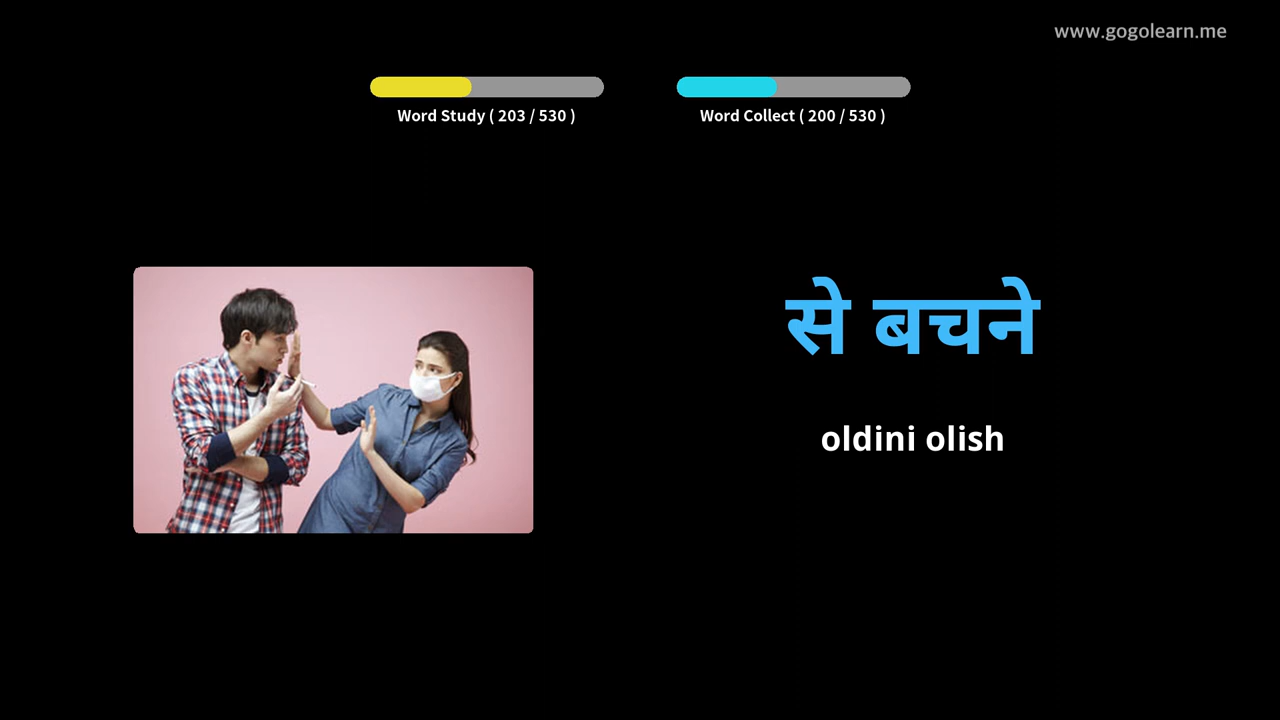 www.gogolearn.me
Word Study ( 203 / 530 )
Word Collect ( 200 / 530 )
से बचने
oldini olish